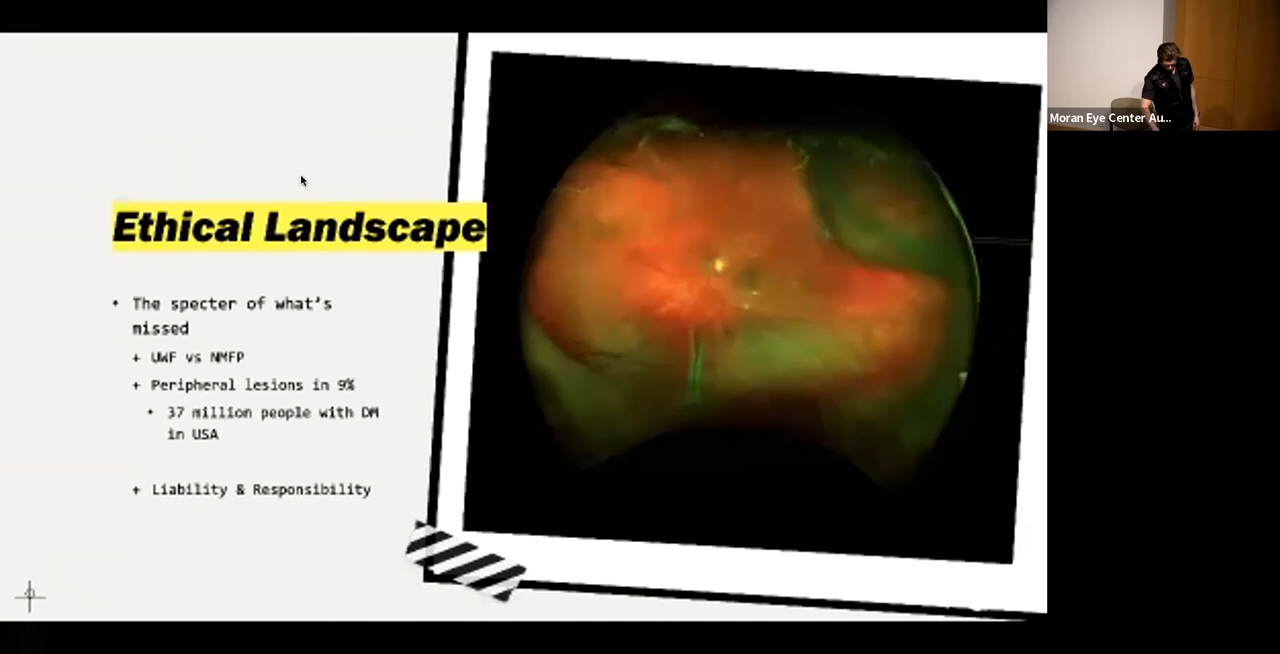 Ethical Landscape
• The specter of what's
missed
+ UWF vs NMFP
+ Peripheral lesions in 9%
• 37 million people with DM
in USA
+ Liability & Responsibility
Moran Eye Center Au...